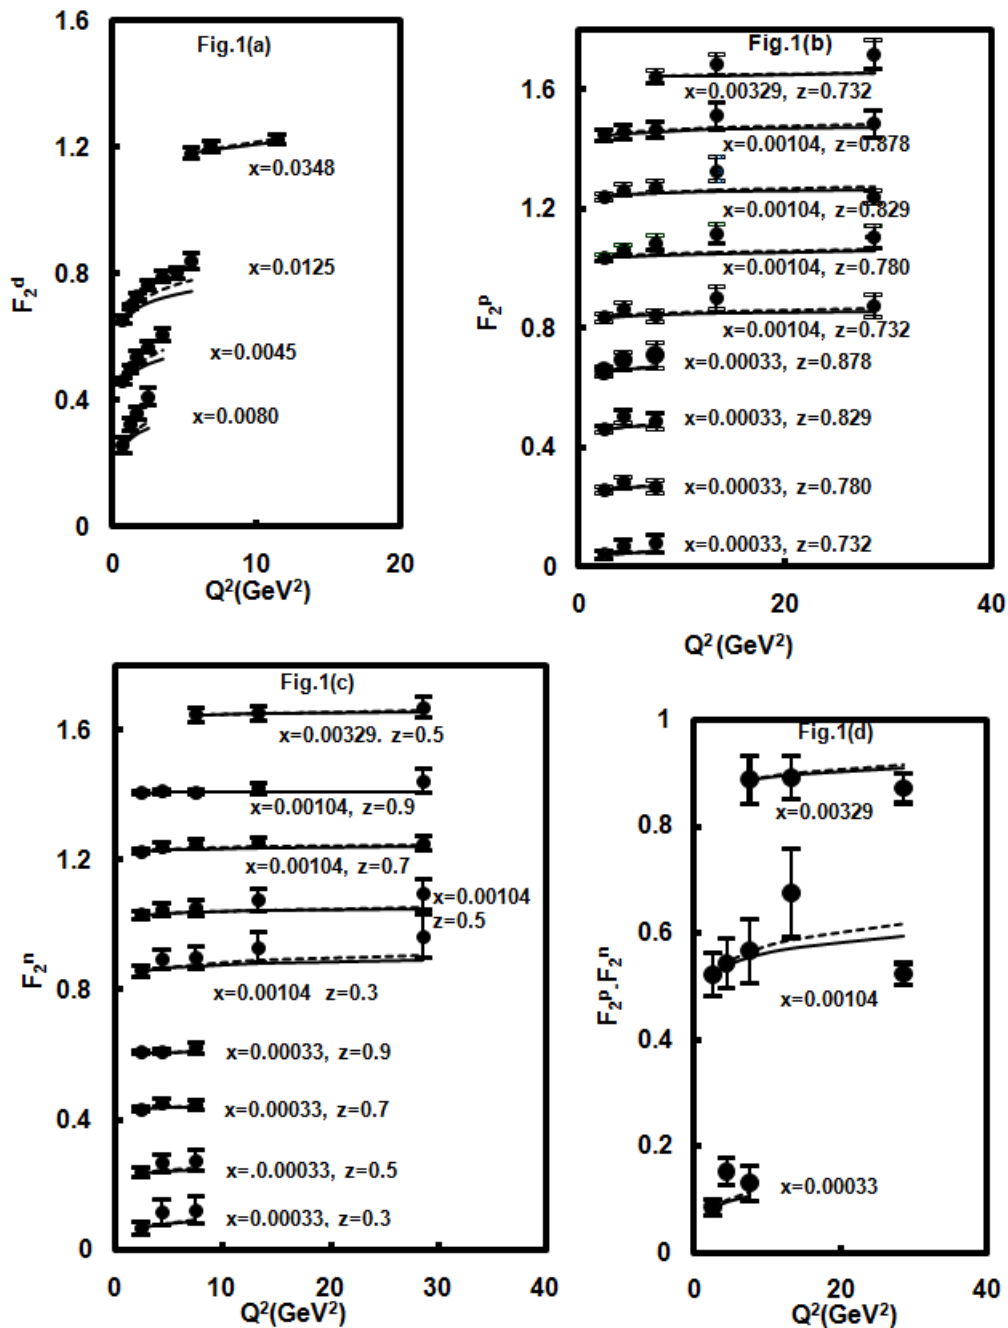 Fig.1(a)
1.6
1.2
0.8
0.4
0
F₂ᵈ
x=0.0348
x=0.0125
x=0.0045
x=0.0080
0
10
20
Q²(GeV²)
Fig.1(b)
1.6
1.2
0.8
0.4
0
F₂ᵖ
x=0.00329, z=0.732
x=0.00104, z=0.878
x=0.00104, z=0.829
x=0.00104, z=0.780
x=0.00104, z=0.732
x=0.00033, z=0.878
x=0.00033, z=0.829
x=0.00033, z=0.780
x=0.00033, z=0.732
0
20
40
Q²(GeV²)
Fig.1(c)
1.6
1.2
0.8
0.4
0
F₂ⁿ
x=0.00329. z=0.5
x=0.00104, z=0.9
x=0.00104, z=0.7
x=0.00104
z=0.5
x=0.00104 z=0.3
x=0.00033, z=0.9
x=0.00033, z=0.7
x=.0.00033, z=0.5
x=0.00033, z=0.3
0
10
20
30
40
Q²(GeV²)
Fig.1(d)
1
0.8
0.6
0.4
0.2
0
F₂ᵖ-F₂ⁿ
x=0.00329
x=0.00104
x=0.00033
0
20
40
Q²(GeV²)